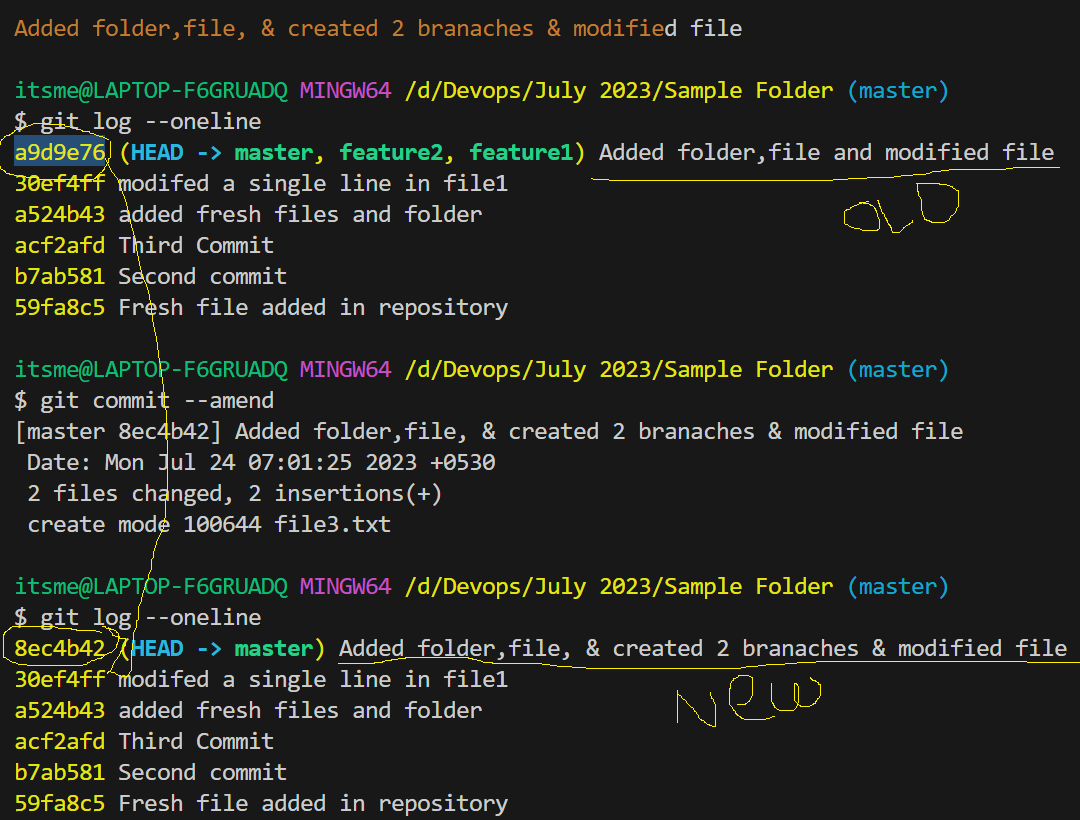 Added folder,file, & created 2 branaches & modified file
itsme@LAPTOP-F6GRUADQ MINGW64 /d/Devops/July 2023/Sample Folder (master)
$ git log --oneline
a9d9e76 (HEAD -> master, feature2, feature1) Added folder,file and modified file
30ef4ff modifed a single line in file1
OLD
a524b43 added fresh files and folder
acf2afd Third Commit
b7ab581 Second commit
59fa8c5 Fresh file added in repository
itsme@LAPTOP-F6GRUADQ MINGW64 /d/Devops/July 2023/Sample Folder (master)
$ git commit --amend
[master 8ec4b42] Added folder,file, & created 2 branaches & modified file
Date: Mon Jul 24 07:01:25 2023 +0530
2 files changed, 2 insertions(+)
create mode 100644 file3.txt
itsme@LAPTOP-F6GRUADQ MINGW64 /d/Devops/July 2023/Sample Folder (master)
$ git log --oneline
8ec4b42 (HEAD -> master) Added folder,file, & created 2 branaches & modified file
30ef4ff modifed a single line in file1
New
a524b43 added fresh files and folder
acf2afd Third Commit
b7ab581 Second commit
59fa8c5 Fresh file added in repository